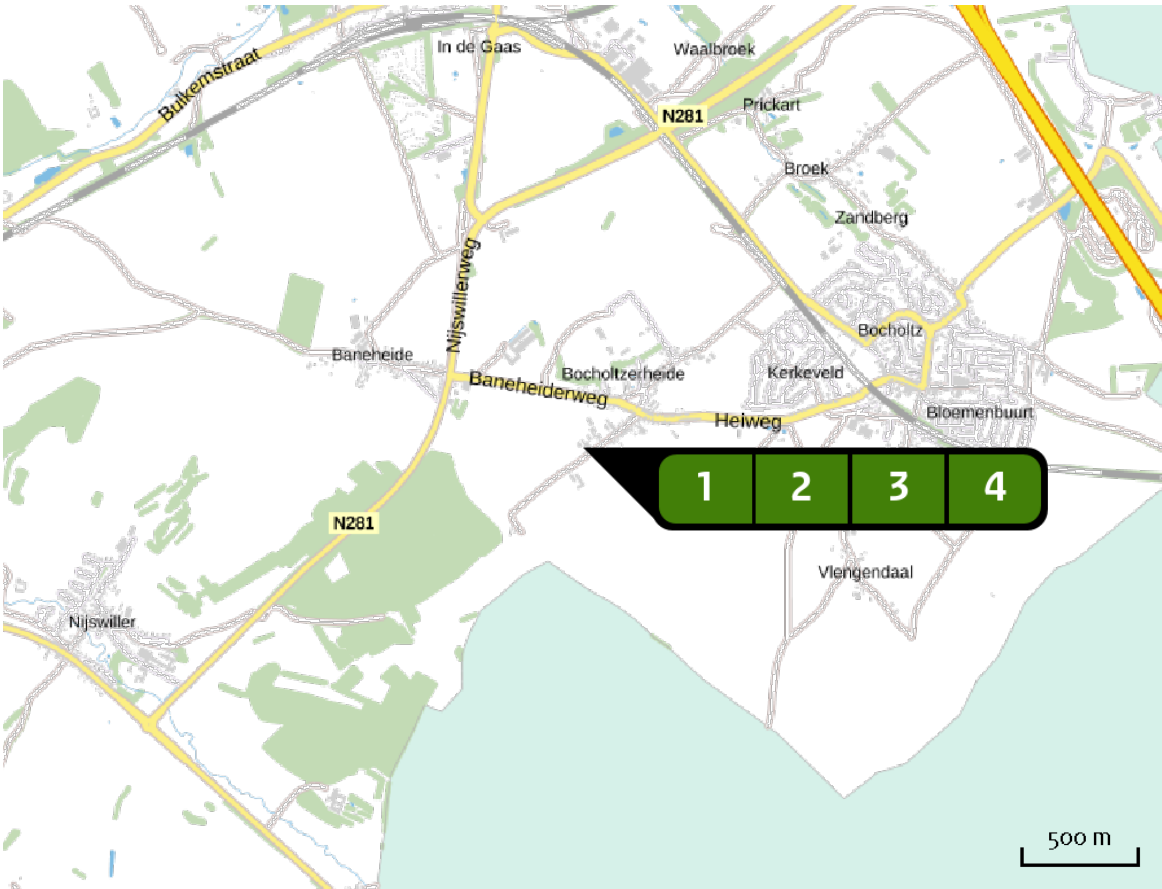 In de Gaas
Waalbroek
Bulkemstraat
Prickart
N281
Broek
Zandberg
Nijswillerweg
Bocholtz
Baneheide
Bocholtzerheide
Kerkeveld
Baneheiderweg
Bloemenbuurt
Heiweg
1 2 3 4
N281
Vlengendaal
Nijswiller
500 m